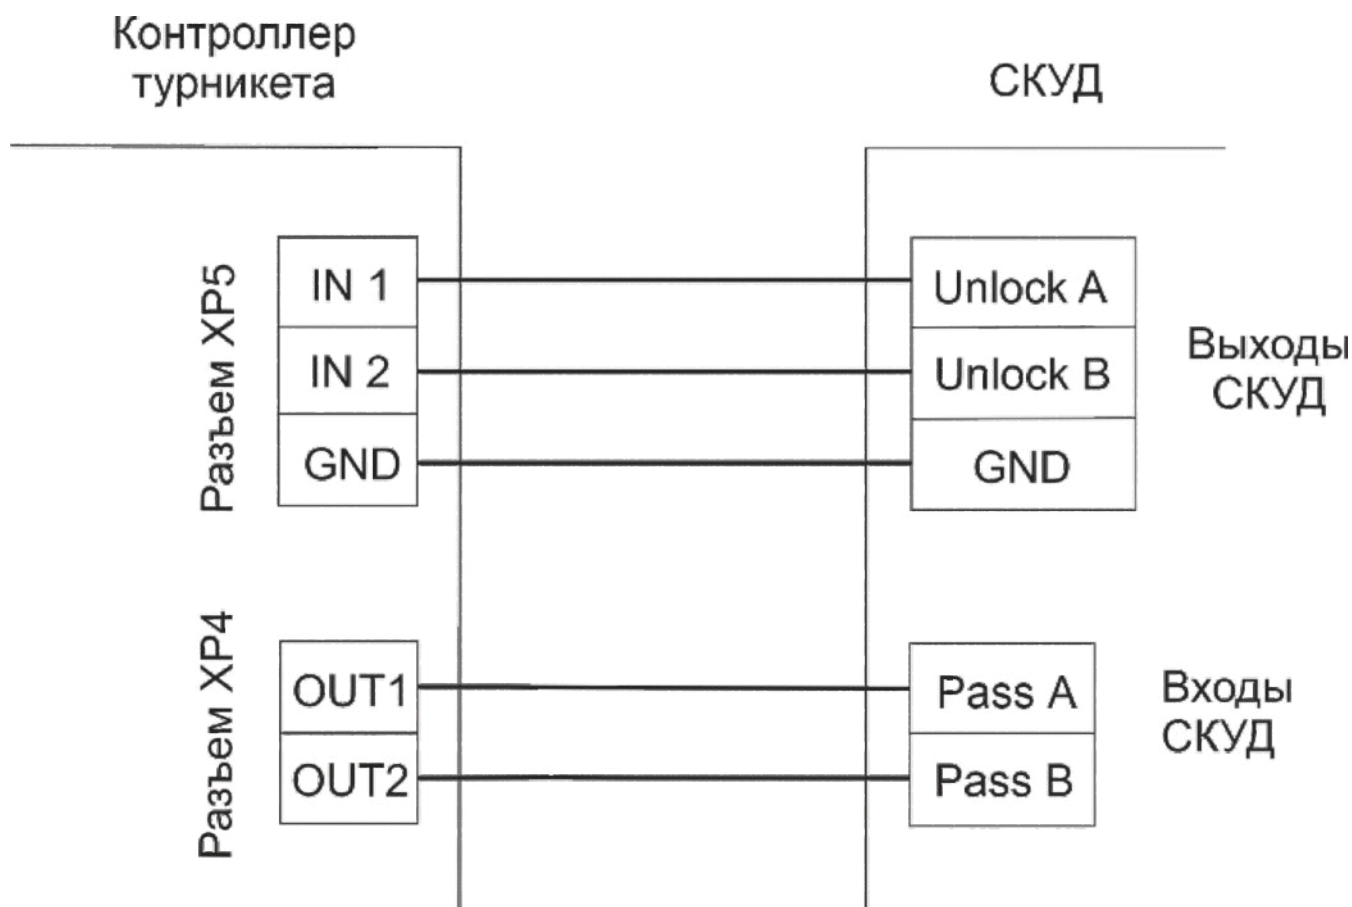 Контроллер
турникета
СКУД
Разъем XP5
IN 1
IN 2
GND
Unlock A
Unlock B
GND
Выходы
СКУД
Разъем XP4
OUT1
OUT2
Pass A
Pass B
Входы
СКУД